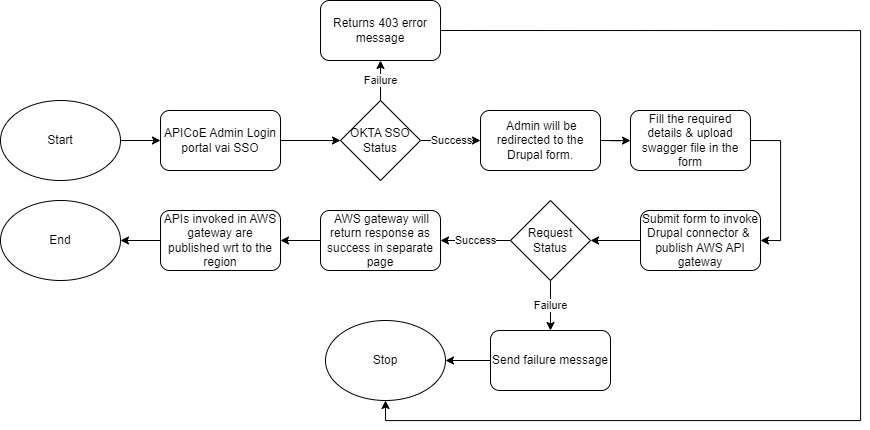 Returns 403 error
message
Failure
Start
APICoE Admin Login
portal vai SSO
OKTA SSO
Status
Success
Admin will be
redirected to the
Drupal form.
Fill the required
details & upload
swagger file in the
form
End
APIs invoked in AWS
gateway are
published wrt to the
region
AWS gateway will
return response as
success in separate
page
Success
Request
Status
Submit form to invoke
Drupal connector &
publish AWS API
gateway
Failure
Stop
Send failure message